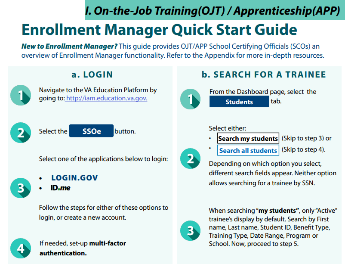 I. On-the-Job Training(OJT) / Apprenticeship(APP)
Enrollment Manager Quick Start Guide
New to Enrollment Manager? This guide provides OJT/APP School Certifying Officials (SCOs) an
overview of Enrollment Manager functionality. Refer to the Appendix for more in-depth resources.
a. LOGIN
1
Navigate to the VA Education Platform by
going to: http://iam.education.va.gov.
2
Select the SSOe button.
Select one of the applications below to login:
3
• LOGIN.GOV
• ID.me
Follow the steps for either of these options to
login, or create a new account.
4
If needed, set-up multi-factor
authentication.
b. SEARCH FOR A TRAINEE
1
From the Dashboard page, select the
Students tab.
Select either:
• Search my students (Skip to step 3) or
• Search all students (Skip to step 4).
2
Depending on which option you select,
different search fields appear. Neither option
allows searching for a trainee by SSN.
3
When searching "my students", only "Active"
trainee's display by default. Search by First
name, Last name, Student ID, Benefit Type,
Training Type, Date Range, Program or
School. Now, proceed to step 5.